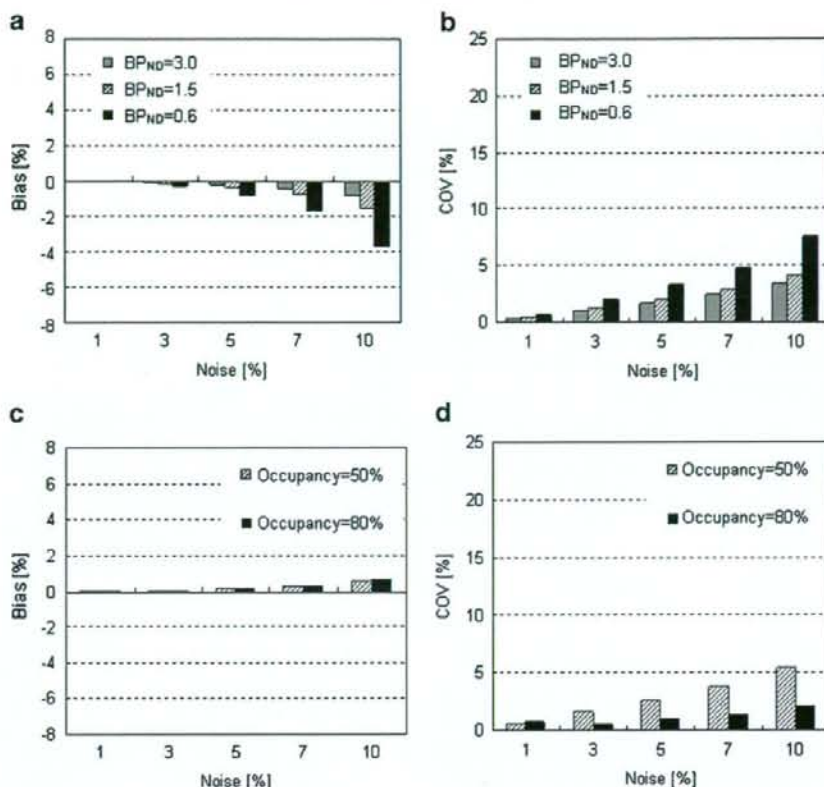 a
8
6
4
2
0
-2
-4
-6
-8
Bias [%]
BPND=3.0
BPND=1.5
BPND=0.6
1 3 5 7 10
Noise [%]
b
25
20
15
10
5
0
COV [%]
BPND=3.0
BPND=1.5
BPND=0.6
1 3 5 7 10
Noise [%]
c
8
6
4
2
0
-2
-4
-6
-8
Bias [%]
Occupancy=50%
Occupancy=80%
1 3 5 7 10
Noise [%]
d
25
20
15
10
5
0
COV [%]
Occupancy=50%
Occupancy=80%
1 3 5 7 10
Noise [%]